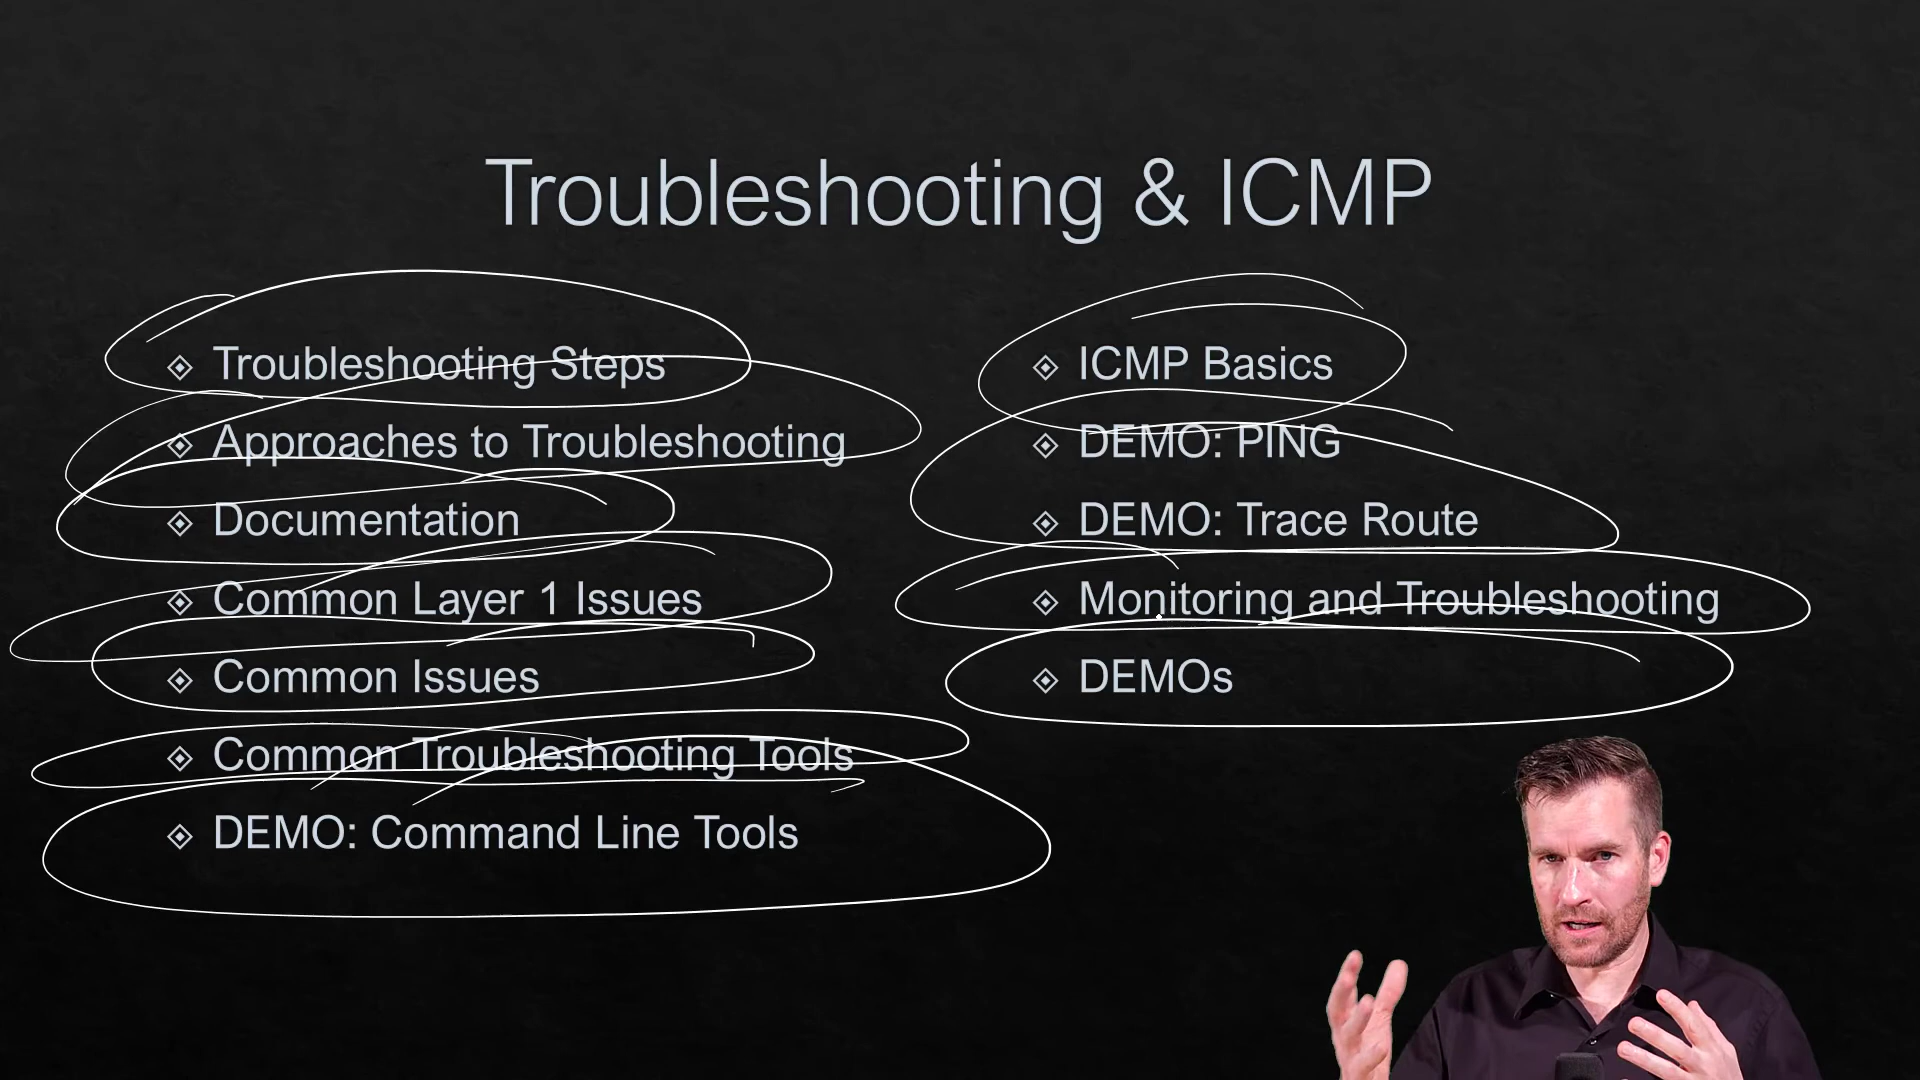 Troubleshooting & ICMP
Troubleshooting Steps
Approaches to Troubleshooting
Documentation
Common Layer 1 Issues
Common Issues
Common Troubleshooting Tools
DEMO: Command Line Tools
ICMP Basics
DEMO: PING
DEMO: Trace Route
Monitoring and Troubleshooting
DEMOs